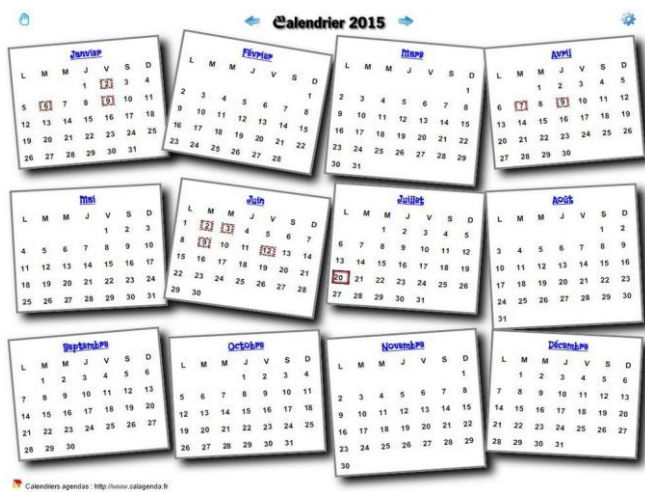 Calendrier 2015
Janvier
L M M J V S D
1 2 3 4
5 6 7 8 9 10 11
12 13 14 15 16 17 18
19 20 21 22 23 24 25
26 27 28 29 30 31
Février
L M M J V S D
1
2 3 4 5 6 7 8
9 10 11 12 13 14 15
16 17 18 19 20 21 22
23 24 25 26 27 28
Mars
L M M J V S D
1
2 3 4 5 6 7 8
9 10 11 12 13 14 15
16 17 18 19 20 21 22
23 24 25 26 27 28 29
30 31
Avril
L M M J V S D
1 2 3 4 5
6 7 8 9 10 11 12
13 14 15 16 17 18 19
20 21 22 23 24 25 26
27 28 29 30
Mai
L M M J V S D
1 2 3
4 5 6 7 8 9 10
11 12 13 14 15 16 17
18 19 20 21 22 23 24
25 26 27 28 29 30 31
Juin
L M M J V S D
1 2 3 4 5 6 7
8 9 10 11 12 13 14
15 16 17 18 19 20 21
22 23 24 25 26 27 28
29 30
Juillet
L M M J V S D
1 2 3 4 5
6 7 8 9 10 11 12
13 14 15 16 17 18 19
20 21 22 23 24 25 26
27 28 29 30 31
Août
L M M J V S D
1 2
3 4 5 6 7 8 9
10 11 12 13 14 15 16
17 18 19 20 21 22 23
24 25 26 27 28 29 30
31
Septembre
L M M J V S D
1 2 3 4 5 6
7 8 9 10 11 12 13
14 15 16 17 18 19 20
21 22 23 24 25 26 27
28 29 30
Octobre
L M M J V S D
1 2 3 4
5 6 7 8 9 10 11
12 13 14 15 16 17 18
19 20 21 22 23 24 25
26 27 28 29 30 31
Novembre
L M M J V S D
1
2 3 4 5 6 7 8
9 10 11 12 13 14 15
16 17 18 19 20 21 22
23 24 25 26 27 28 29
30
Décembre
L M M J V S D
1 2 3 4 5 6
7 8 9 10 11 12 13
14 15 16 17 18 19 20
21 22 23 24 25 26 27
28 29 30 31
Calendriers agendas : http://www.calagenda.fr